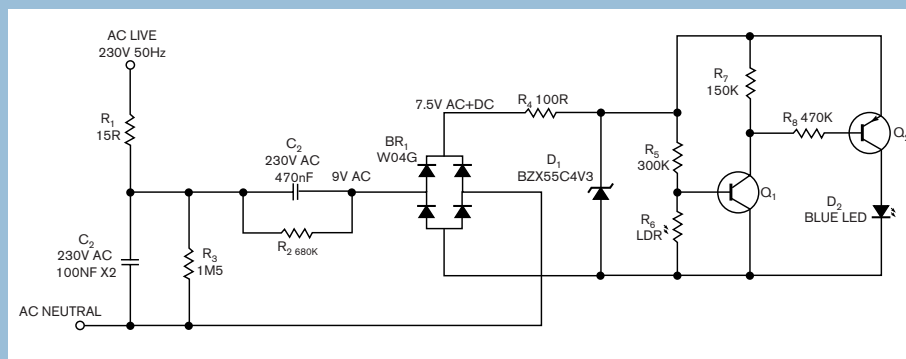 AC LIVE
230V 50Hz
R1
15R
C2
230V AC
100NF X2
R3
1M5
AC NEUTRAL
C2
230V AC
470nF
9V AC
R2 680K
BR1
W04G
7.5V AC+DC
R4 100R
D1
BZX55C4V3
R5
300K
R6
LDR
Q1
R7
150K
R8 470K
D2
BLUE LED